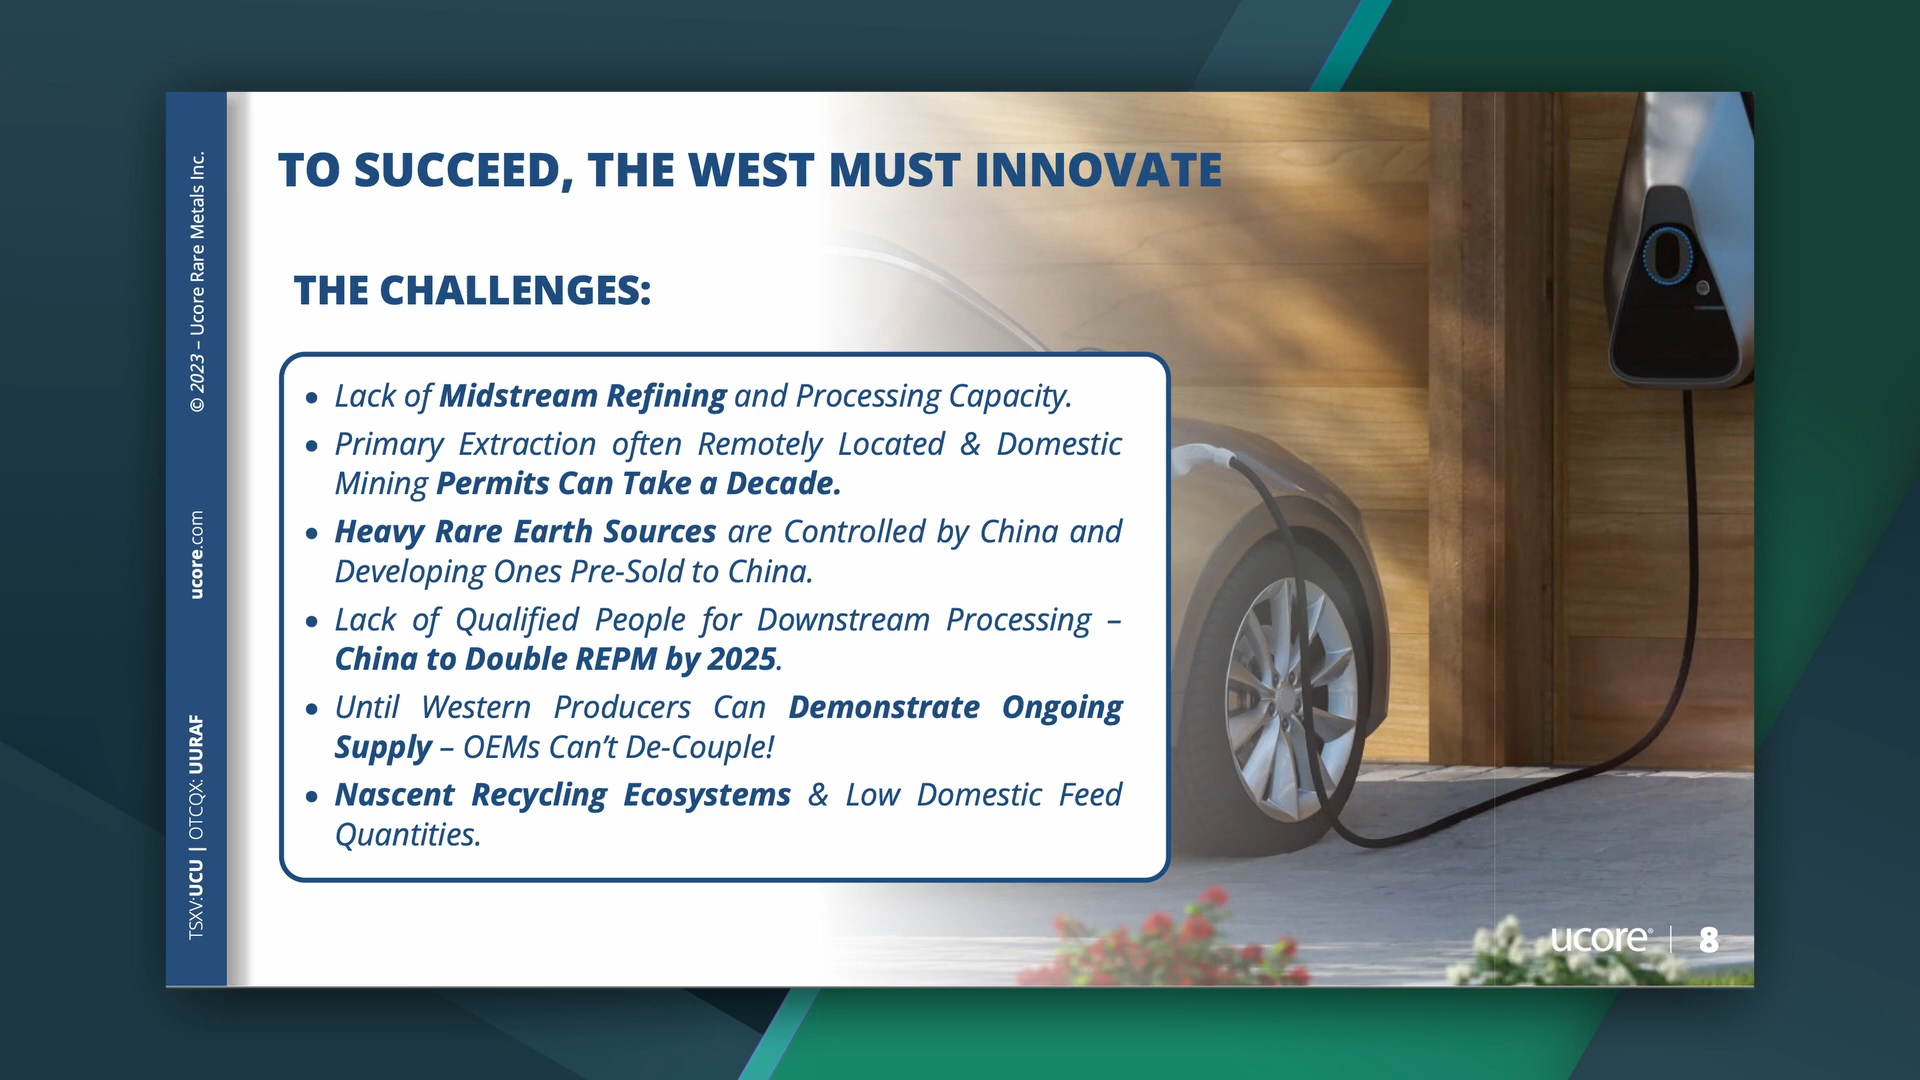 TO SUCCEED, THE WEST MUST INNOVATE
THE CHALLENGES:
• Lack of Midstream Refining and Processing Capacity.
• Primary Extraction often Remotely Located & Domestic
Mining Permits Can Take a Decade.
• Heavy Rare Earth Sources are Controlled by China and
Developing Ones Pre-Sold to China.
• Lack of Qualified People for Downstream Processing –
China to Double REPM by 2025.
• Until Western Producers Can Demonstrate Ongoing
Supply – OEMs Can’t De-Couple!
• Nascent Recycling Ecosystems & Low Domestic Feed
Quantities.
TSXV:UCU | OTCQX: UURAF
ucore.com
© 2023 – Ucore Rare Metals Inc.
ucore® | 8